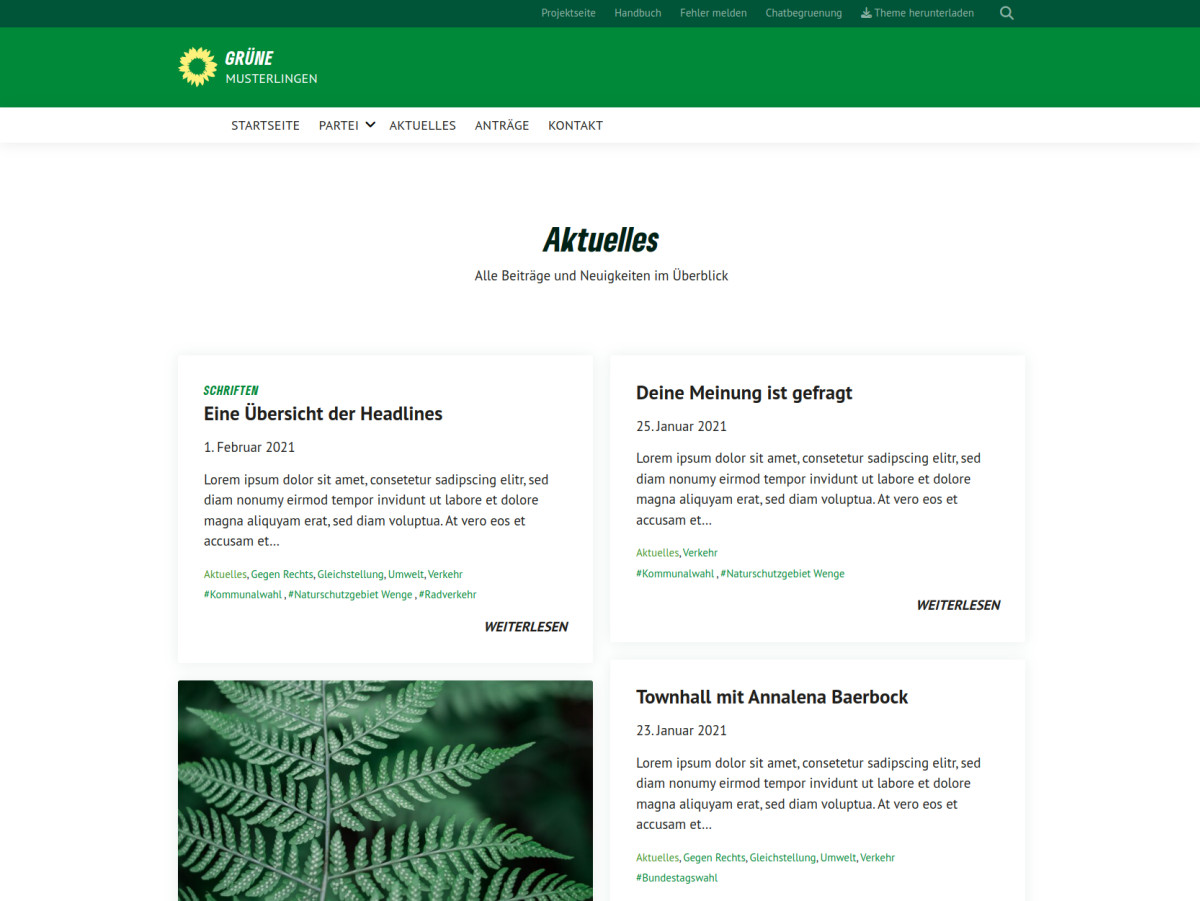 Projektseite Handbuch Fehler melden Chatbegruenung Theme herunterladen
GRÜNE
MUSTERLINGEN
STARTSEITE PARTEI AKTUELLES ANTRÄGE KONTAKT
Aktuelles
Alle Beiträge und Neuigkeiten im Überblick
SCHRIFTEN
Eine Übersicht der Headlines
1. Februar 2021
Lorem ipsum dolor sit amet, consetetur sadipscing elitr, sed
diam nonumy eirmod tempor invidunt ut labore et dolore
magna aliquyam erat, sed diam voluptua. At vero eos et
accusam et...
Aktuelles, Gegen Rechts, Gleichstellung, Umwelt, Verkehr
#Kommunalwahl , #Naturschutzgebiet Wenge , #Radverkehr
WEITERLESEN
Deine Meinung ist gefragt
25. Januar 2021
Lorem ipsum dolor sit amet, consetetur sadipscing elitr, sed
diam nonumy eirmod tempor invidunt ut labore et dolore
magna aliquyam erat, sed diam voluptua. At vero eos et
accusam et...
Aktuelles, Verkehr
#Kommunalwahl , #Naturschutzgebiet Wenge
WEITERLESEN
Townhall mit Annalena Baerbock
23. Januar 2021
Lorem ipsum dolor sit amet, consetetur sadipscing elitr, sed
diam nonumy eirmod tempor invidunt ut labore et dolore
magna aliquyam erat, sed diam voluptua. At vero eos et
accusam et...
Aktuelles, Gegen Rechts, Gleichstellung, Umwelt, Verkehr
#Bundestagswahl